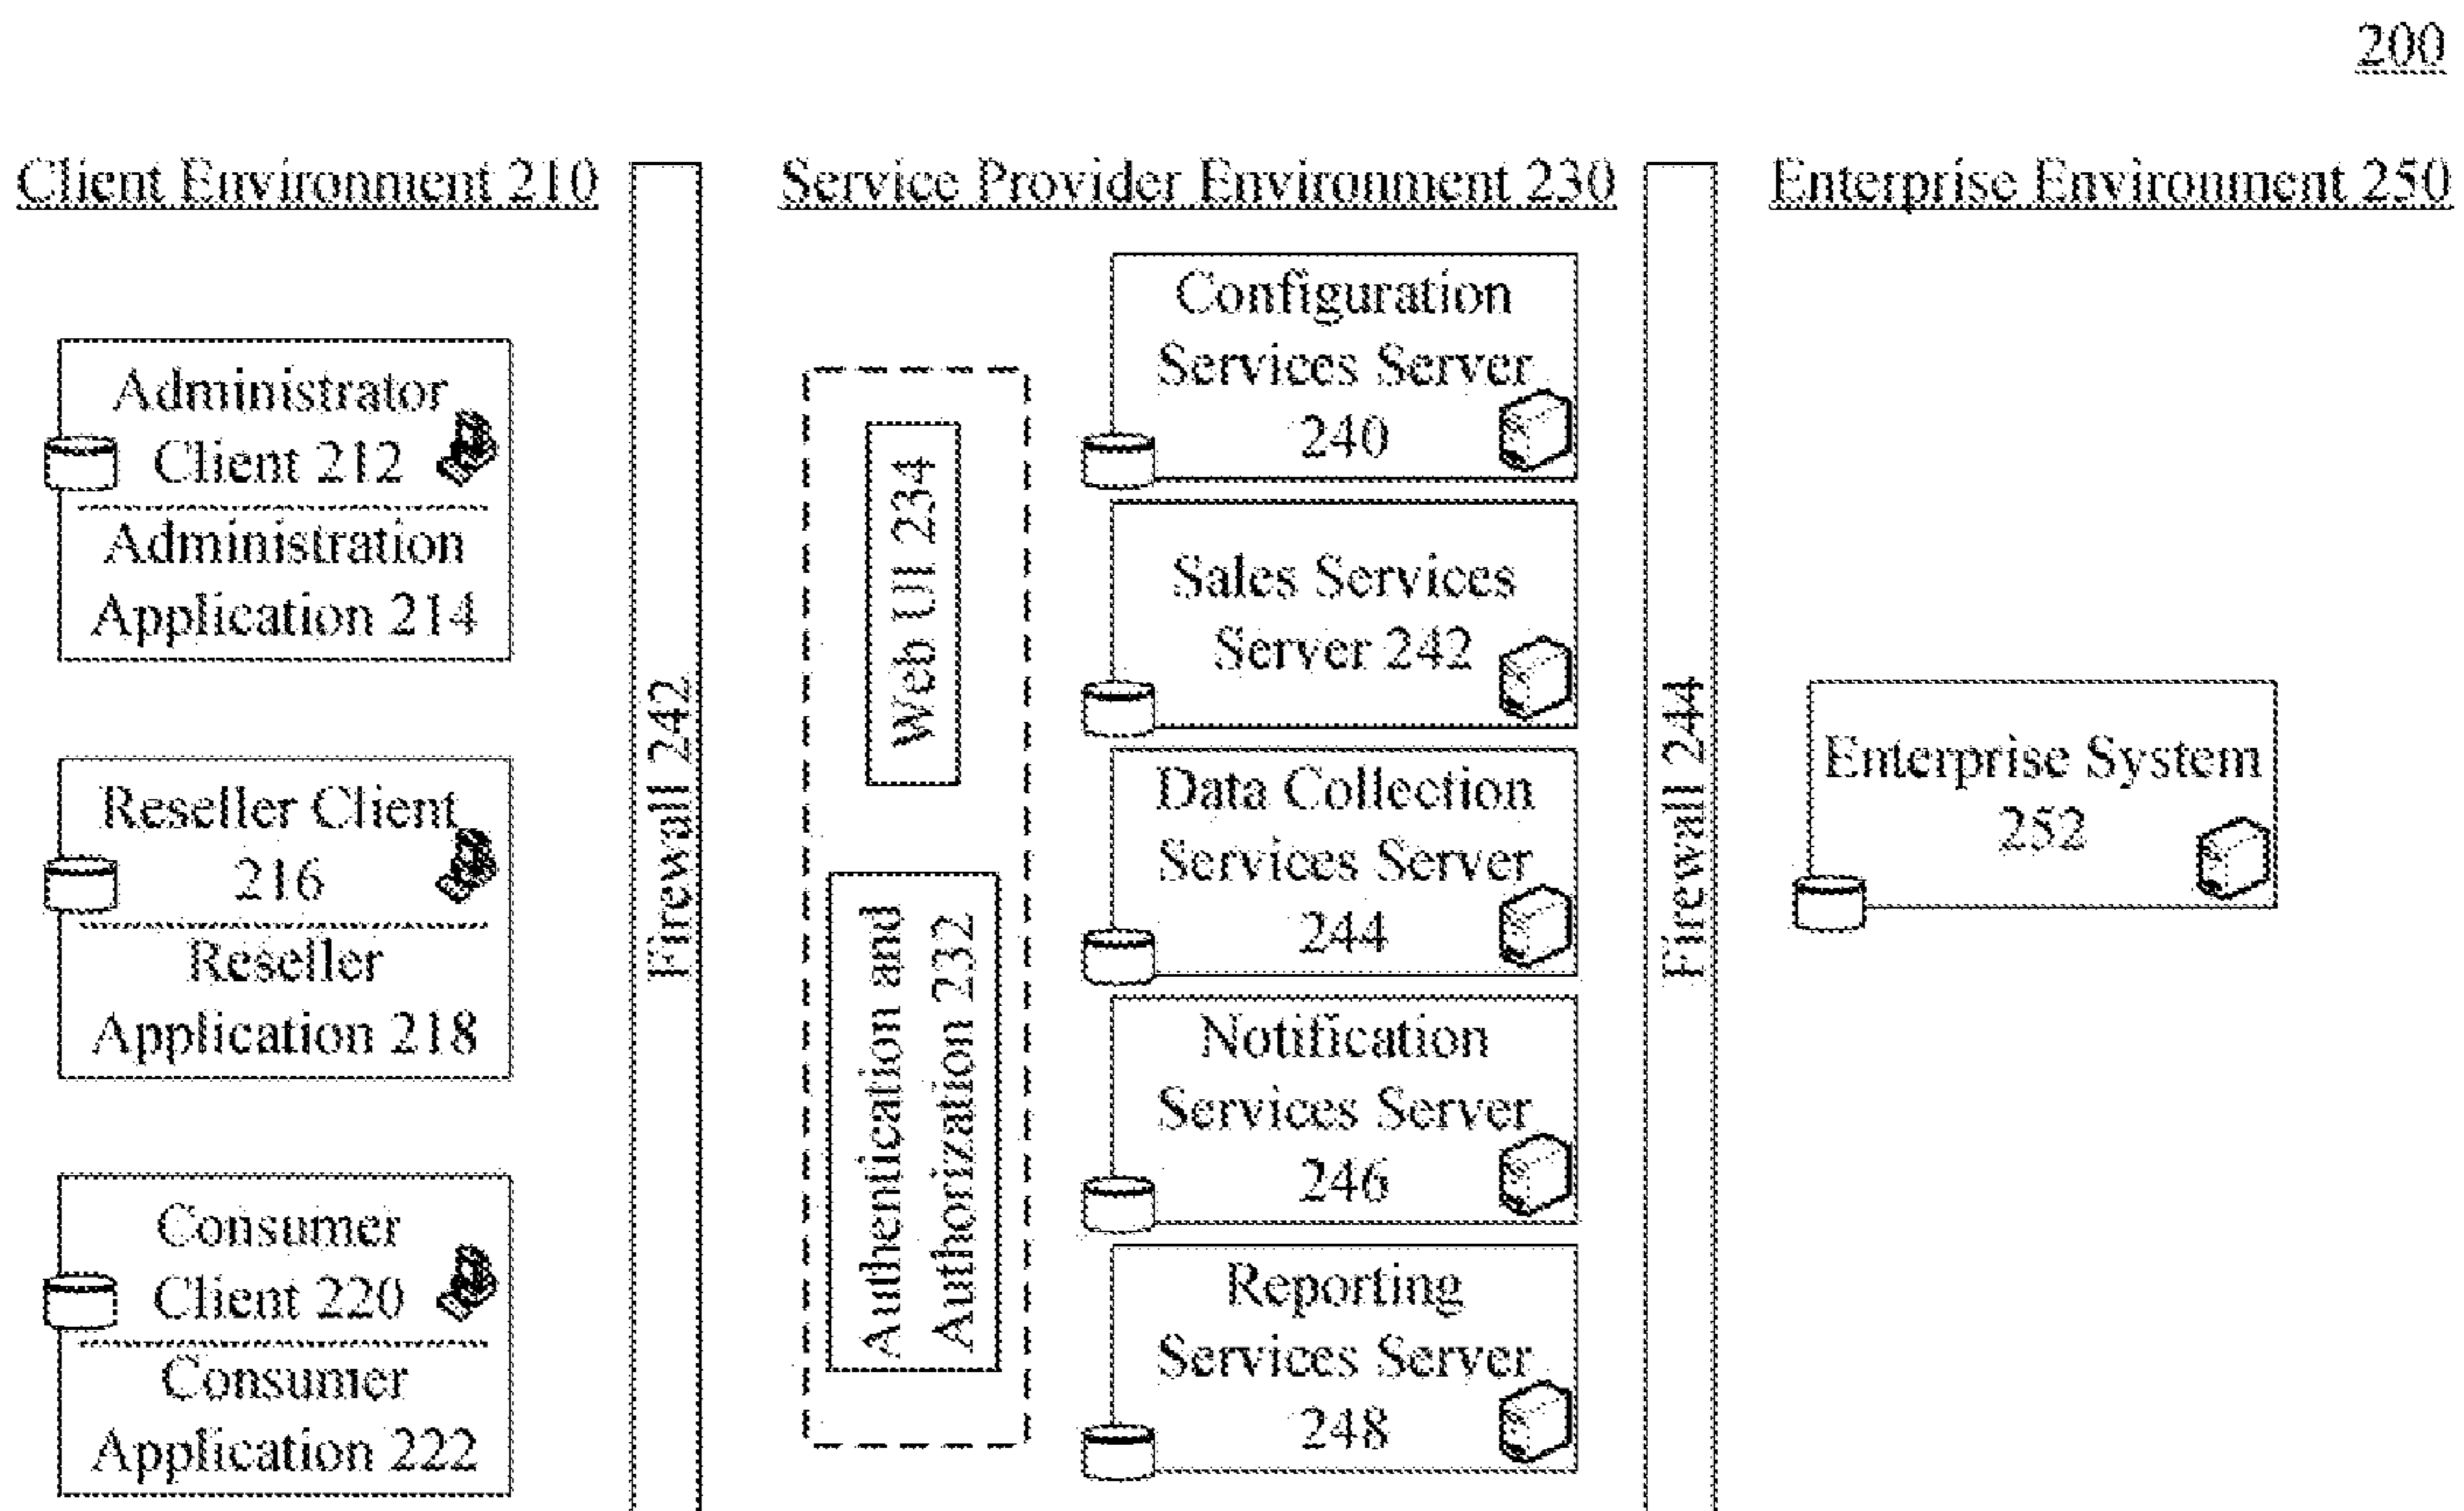 200
Client Environment 210
Service Provider Environment 230
Enterprise Environment 250
Administrator
Client 212
Administration
Application 214
Reseller Client
216
Reseller
Application 218
Consumer
Client 220
Consumer
Application 222
Firewall 242
Web UI 234
Authentication and
Authorization 232
Configuration
Services Server
240
Sales Services
Server 242
Data Collection
Services Server
244
Notification
Services Server
246
Reporting
Services Server
248
Firewall 244
Enterprise System
252